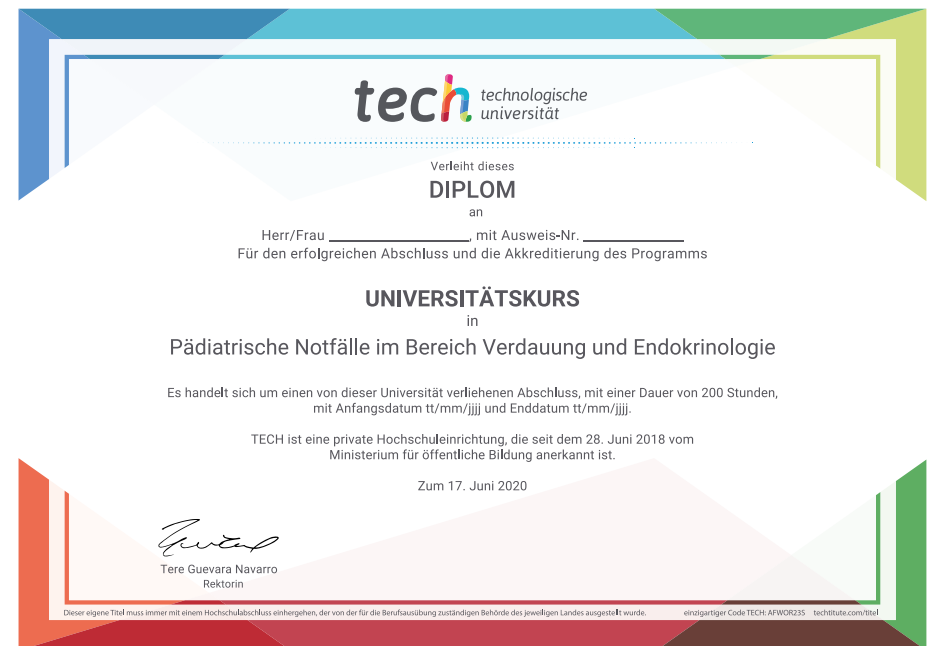 tech technologische
universität
Verleiht dieses
DIPLOM
an
Herr/Frau ____________________, mit Ausweis-Nr. ______________
Für den erfolgreichen Abschluss und die Akkreditierung des Programms
UNIVERSITÄTSKURS
in
Pädiatrische Notfälle im Bereich Verdauung und Endokrinologie
Es handelt sich um einen von dieser Universität verliehenen Abschluss, mit einer Dauer von 200 Stunden,
mit Anfangsdatum tt/mm/jjjj und Enddatum tt/mm/jjjj.
TECH ist eine private Hochschuleinrichtung, die seit dem 28. Juni 2018 vom
Ministerium für öffentliche Bildung anerkannt ist.
Zum 17. Juni 2020
Tere Guevara Navarro
Rektorin
Dieser eigene Titel muss immer mit einem Hochschulabschluss einhergehen, der von der für die Berufsausübung zuständigen Behörde des jeweiligen Landes ausgestellt wurde. einzigartiger Code TECH: AFWOR23S techtitute.com/titel